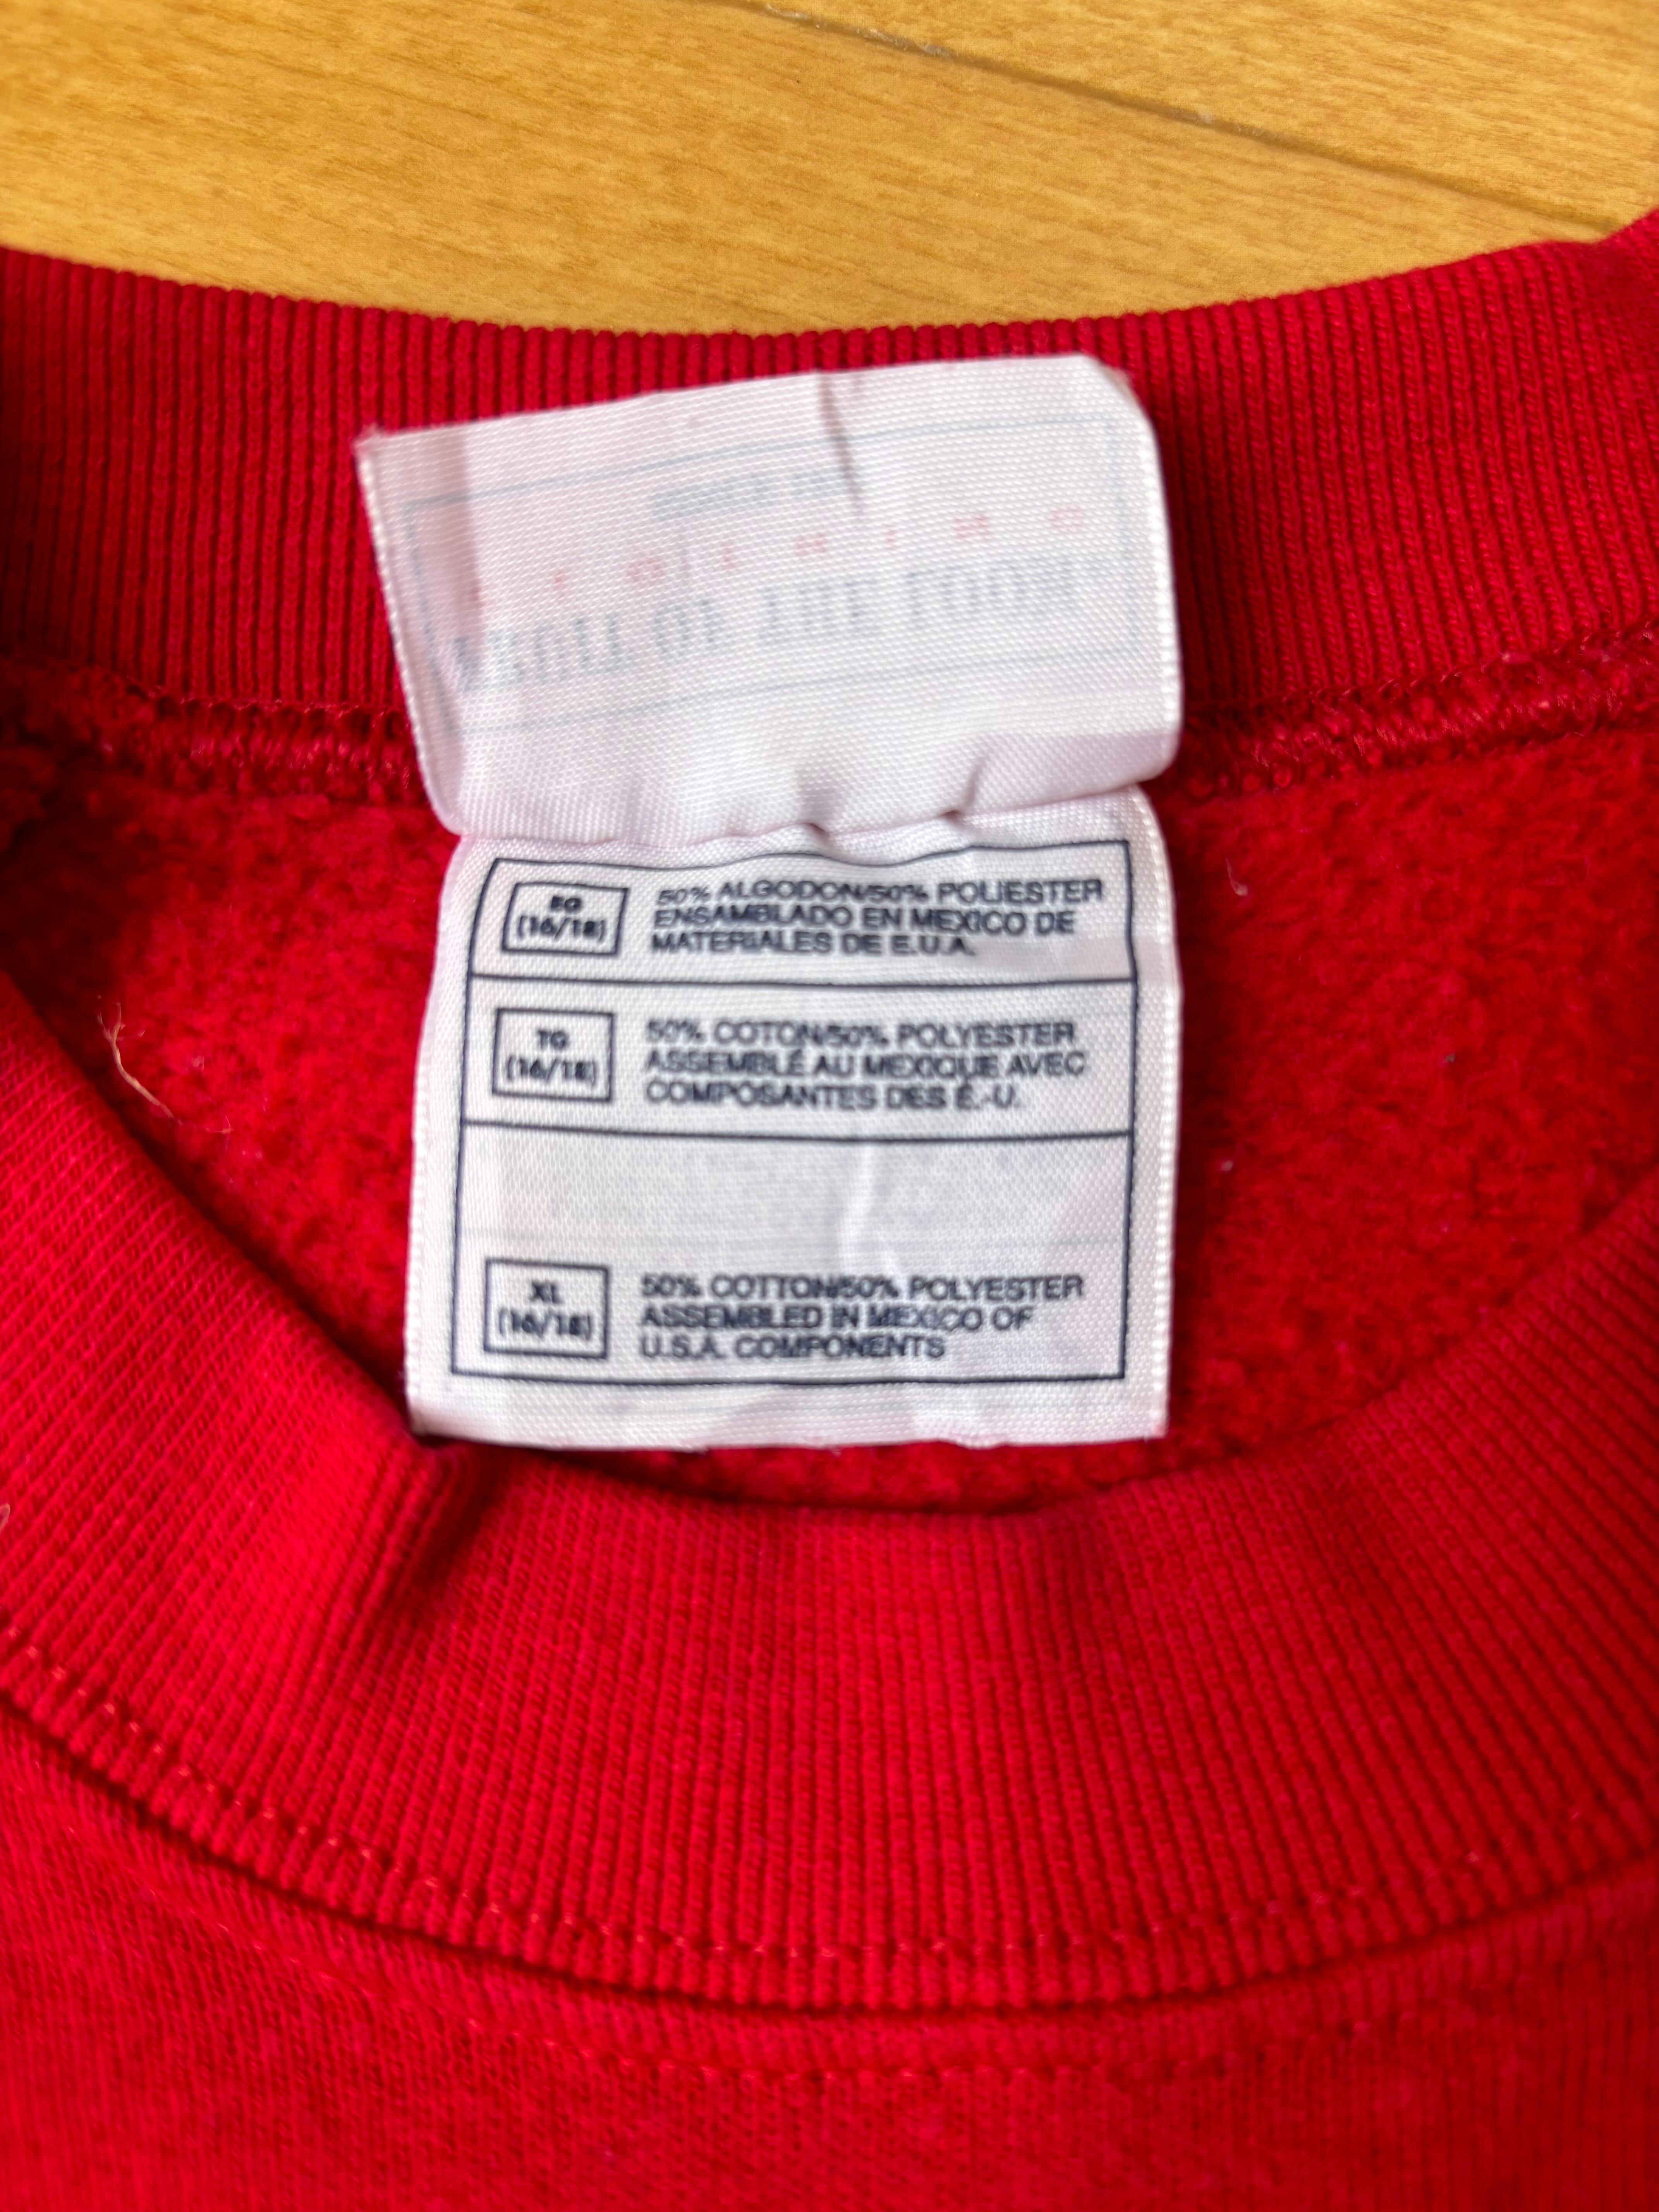 EG
(16/18)
50% ALGODON/50% POLIESTER
ENSAMBLADO EN MEXICO DE
MATERIALES DE E.U.A.
TG
(16/18)
50% COTON/50% POLYESTER
ASSEMBLÉ AU MEXIQUE AVEC
COMPOSANTES DES É.-U.
XL
(16/18)
50% COTTON/50% POLYESTER
ASSEMBLED IN MEXICO OF
U.S.A. COMPONENTS